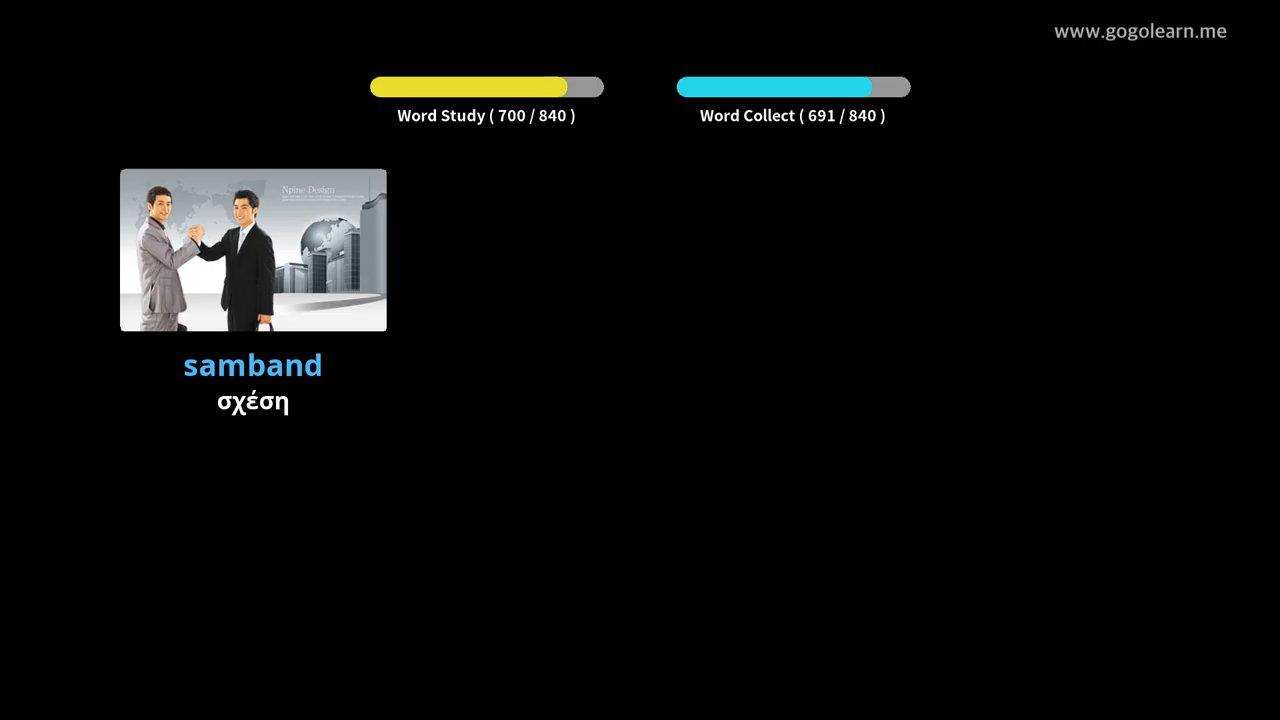 www.gogolearn.me
Word Study ( 700 / 840 )
Word Collect ( 691 / 840 )
Npine Design
samband
σχέση